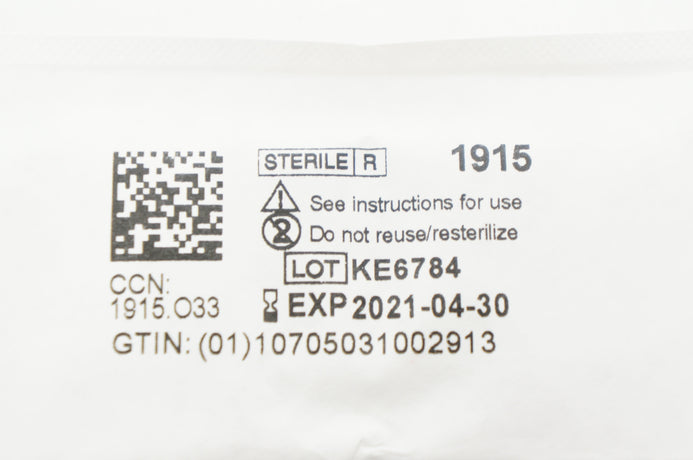 STERILE R 1915
See instructions for use
2 Do not reuse/resterilize
LOT KE6784
CCN:
1915.O33
EXP 2021-04-30
GTIN: (01)10705031002913